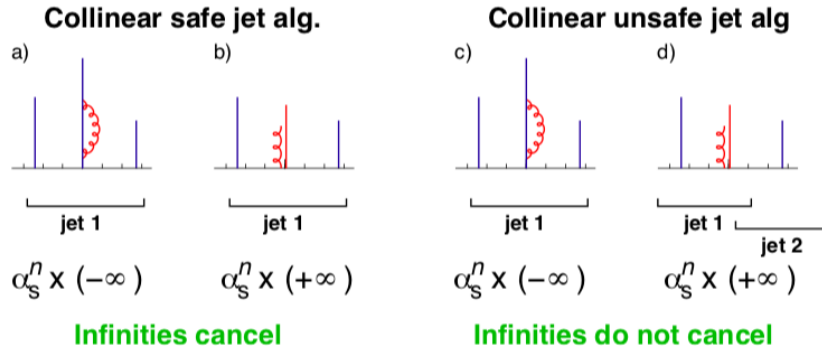 Collinear safe jet alg.
Collinear unsafe jet alg
a)
b)
c)
d)
jet 1
jet 1
jet 1
jet 1
jet 2
αₛⁿ x (−∞)
αₛⁿ x (+∞)
αₛⁿ x (−∞)
αₛⁿ x (+∞)
Infinities cancel
Infinities do not cancel